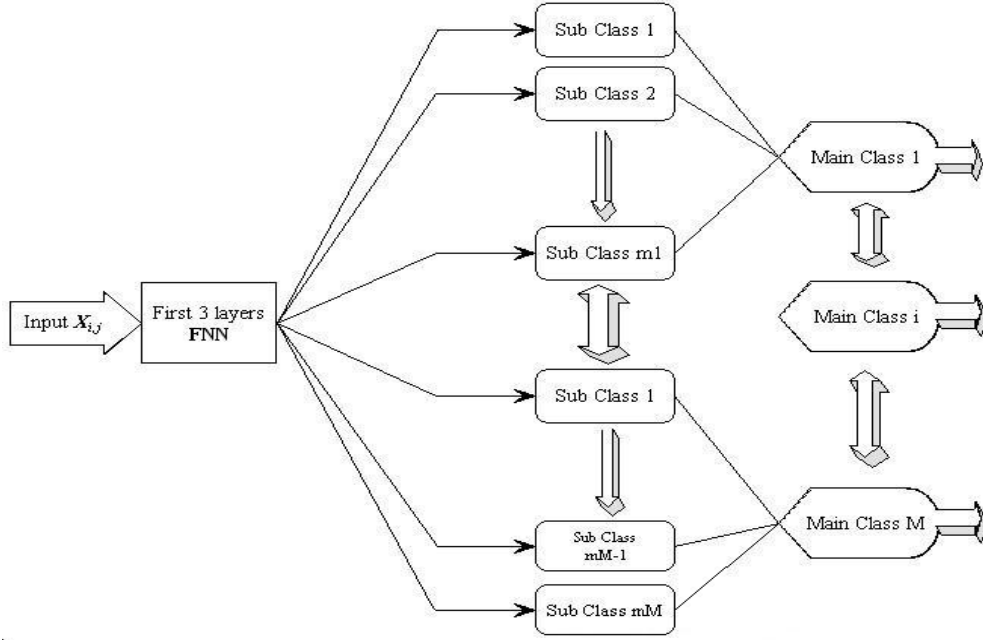 Sub Class 1
Sub Class 2
Main Class 1
Sub Class m1
Input X i,j
First 3 layers
FNN
Main Class i
Sub Class 1
Main Class M
Sub Class
mM-1
Sub Class mM